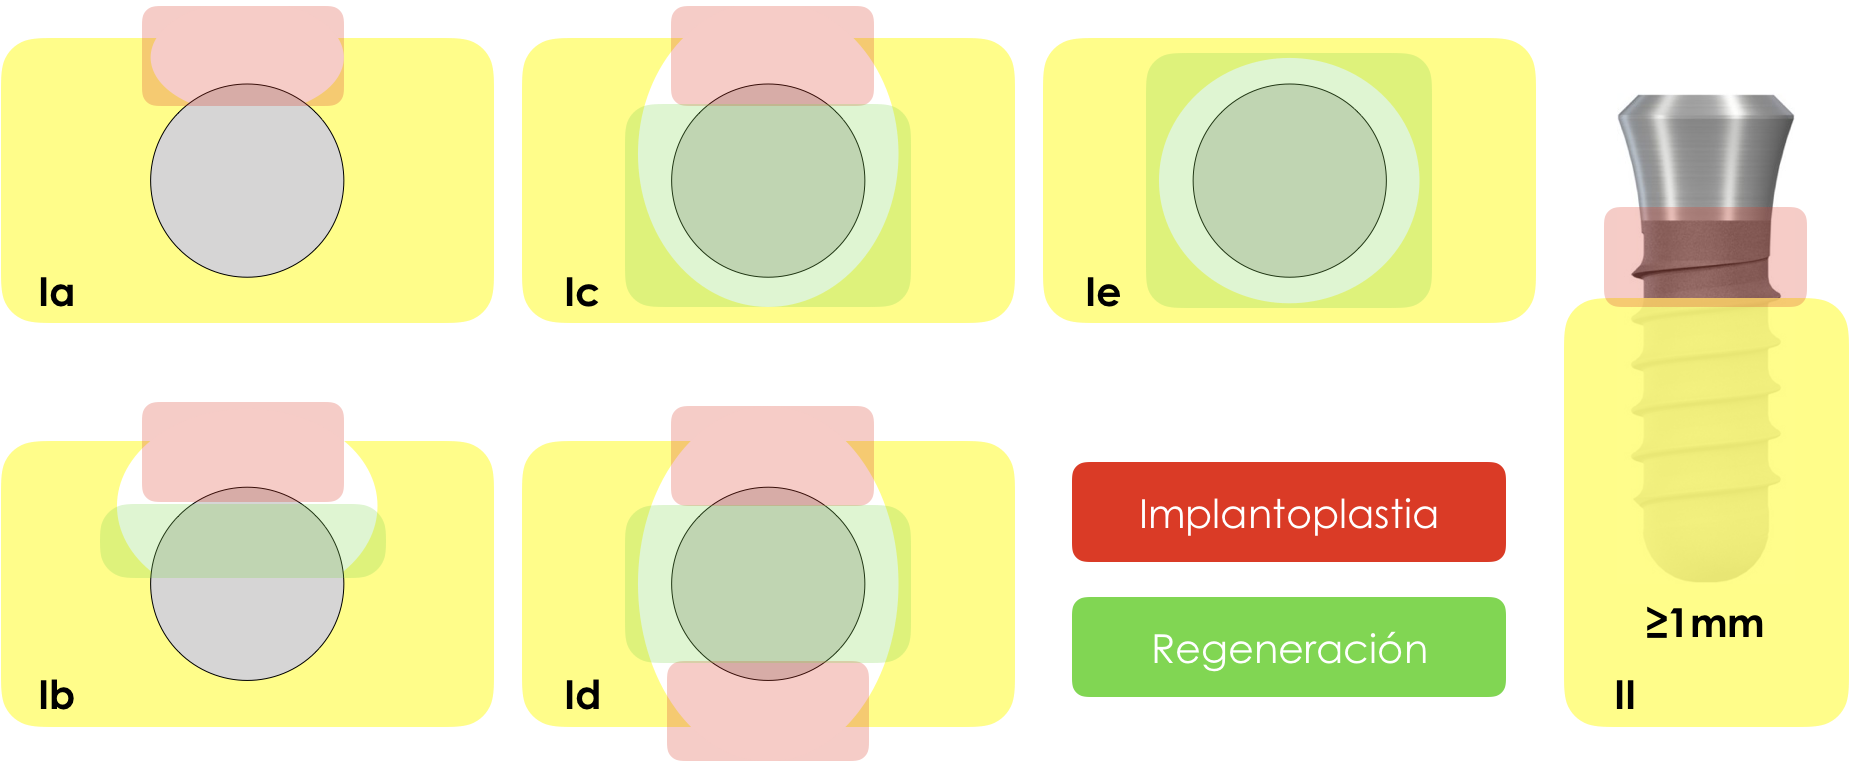 Ia
Ic
Ie
Ib
Id
Implantoplastia
Regeneración
≥1mm
II